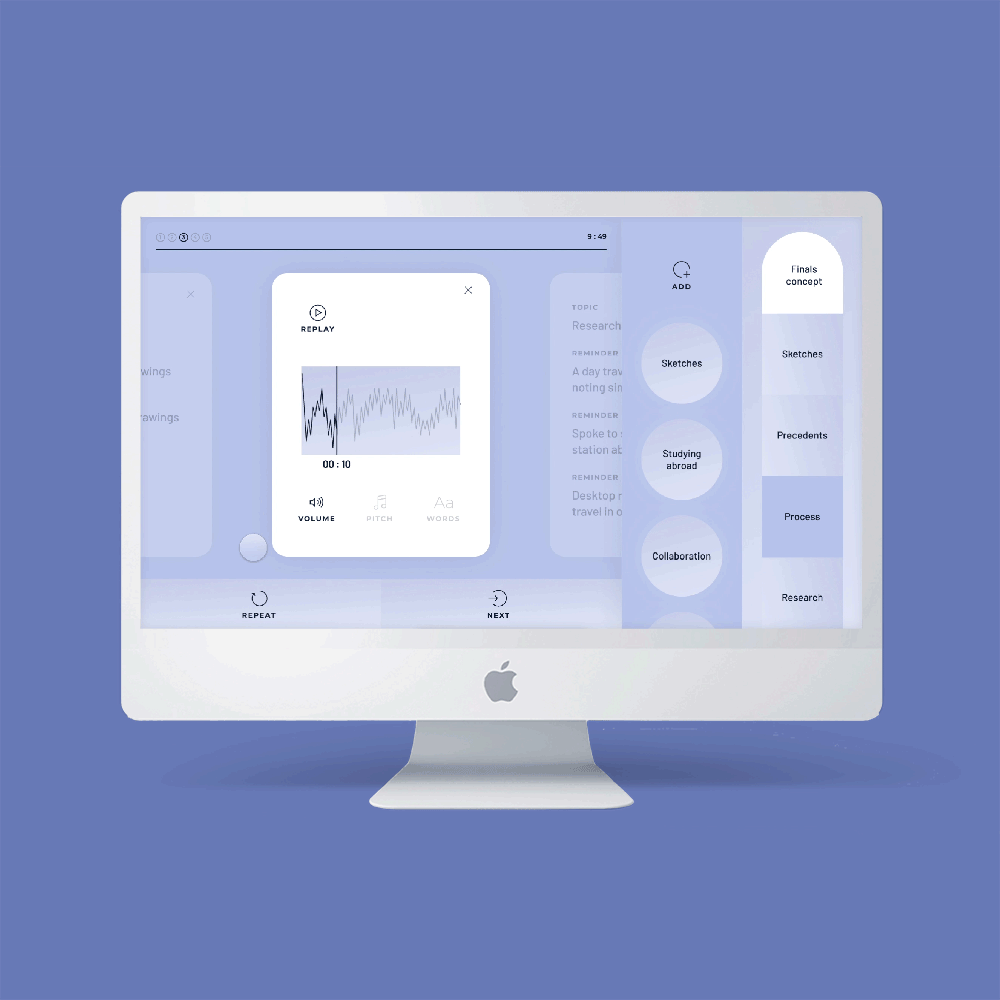 1 2 3 4 5
9 : 49
wings
rawings
REPLAY
00 : 10
VOLUME
PITCH
Aa
WORDS
TOPIC
Research
REMINDER
A day trav
noting sim
REMINDER
Spoke to
station ab
REMINDER
Desktop r
travel in o
REPEAT
NEXT
ADD
Sketches
Studying
abroad
Collaboration
Finals
concept
Sketches
Precedents
Process
Research